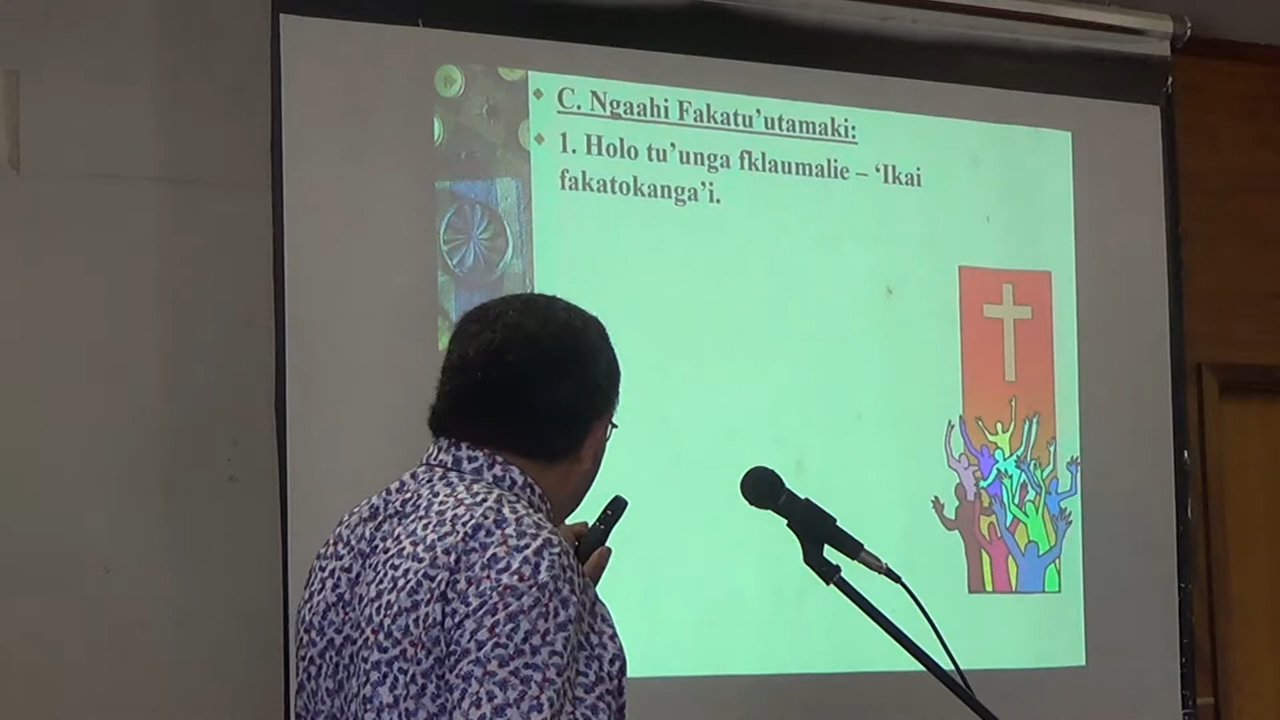 C. Ngaahi Fakatu’utamaki:
1. Holo tu’unga fklaumalie – ‘Ikai
fakatokanga’i.